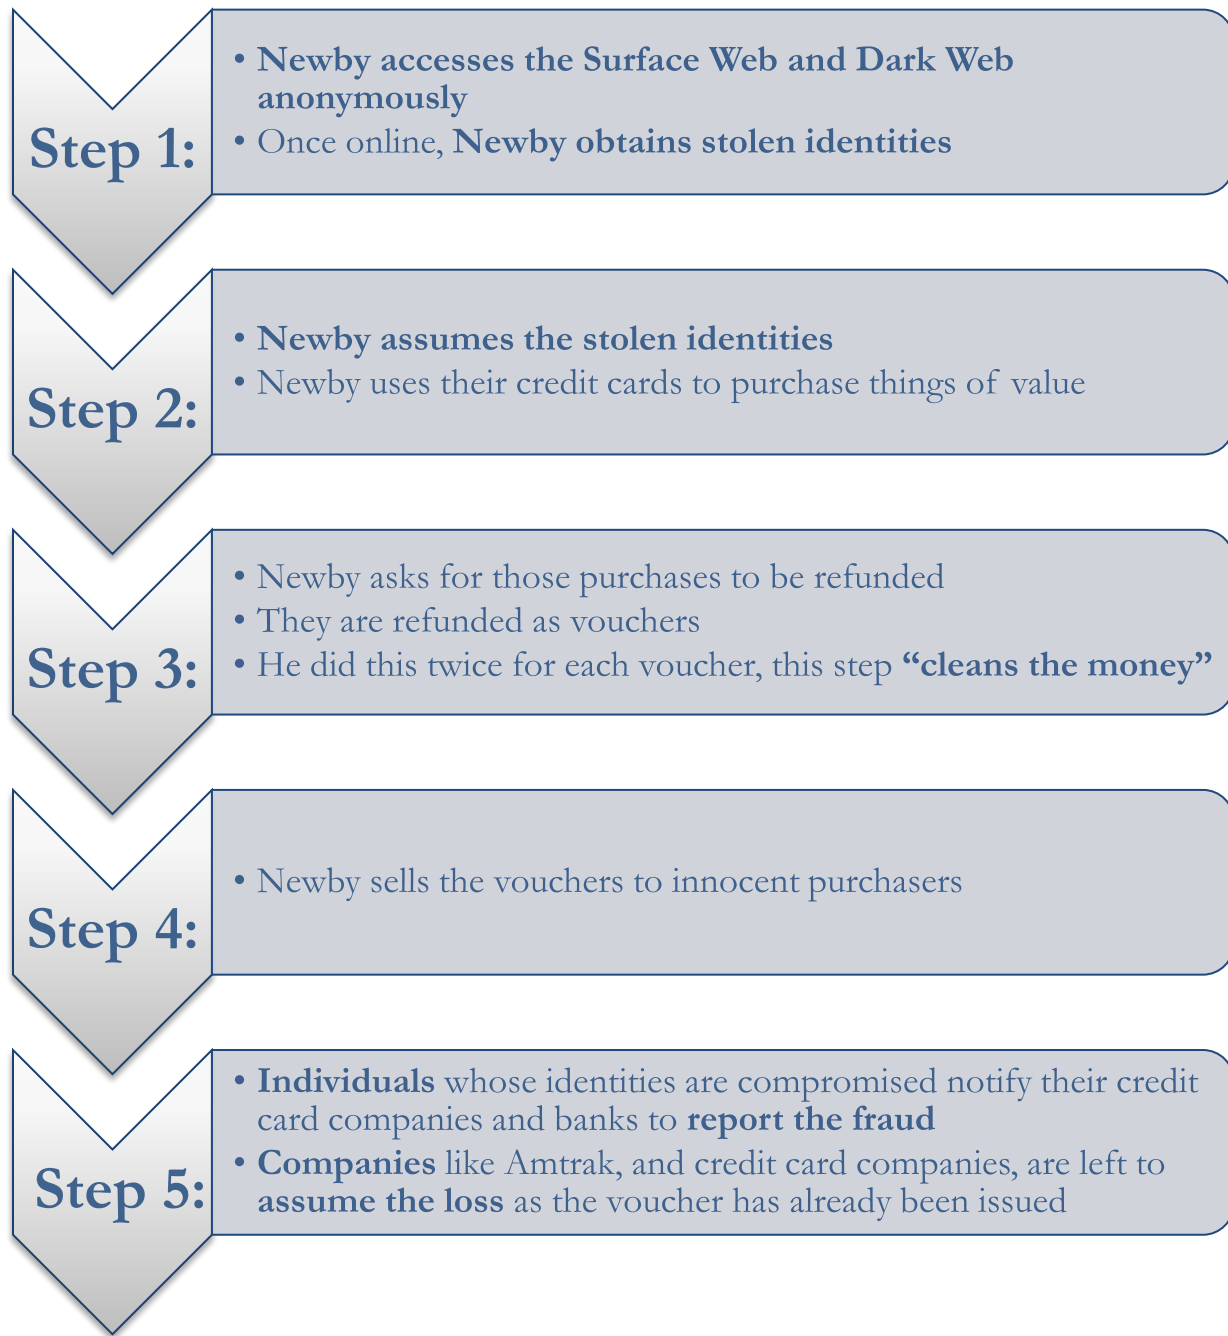 Step 1:
• Newby accesses the Surface Web and Dark Web
anonymously
• Once online, Newby obtains stolen identities
Step 2:
• Newby assumes the stolen identities
• Newby uses their credit cards to purchase things of value
Step 3:
• Newby asks for those purchases to be refunded
• They are refunded as vouchers
• He did this twice for each voucher, this step “cleans the money”
Step 4:
• Newby sells the vouchers to innocent purchasers
Step 5:
• Individuals whose identities are compromised notify their credit
card companies and banks to report the fraud
• Companies like Amtrak, and credit card companies, are left to
assume the loss as the voucher has already been issued